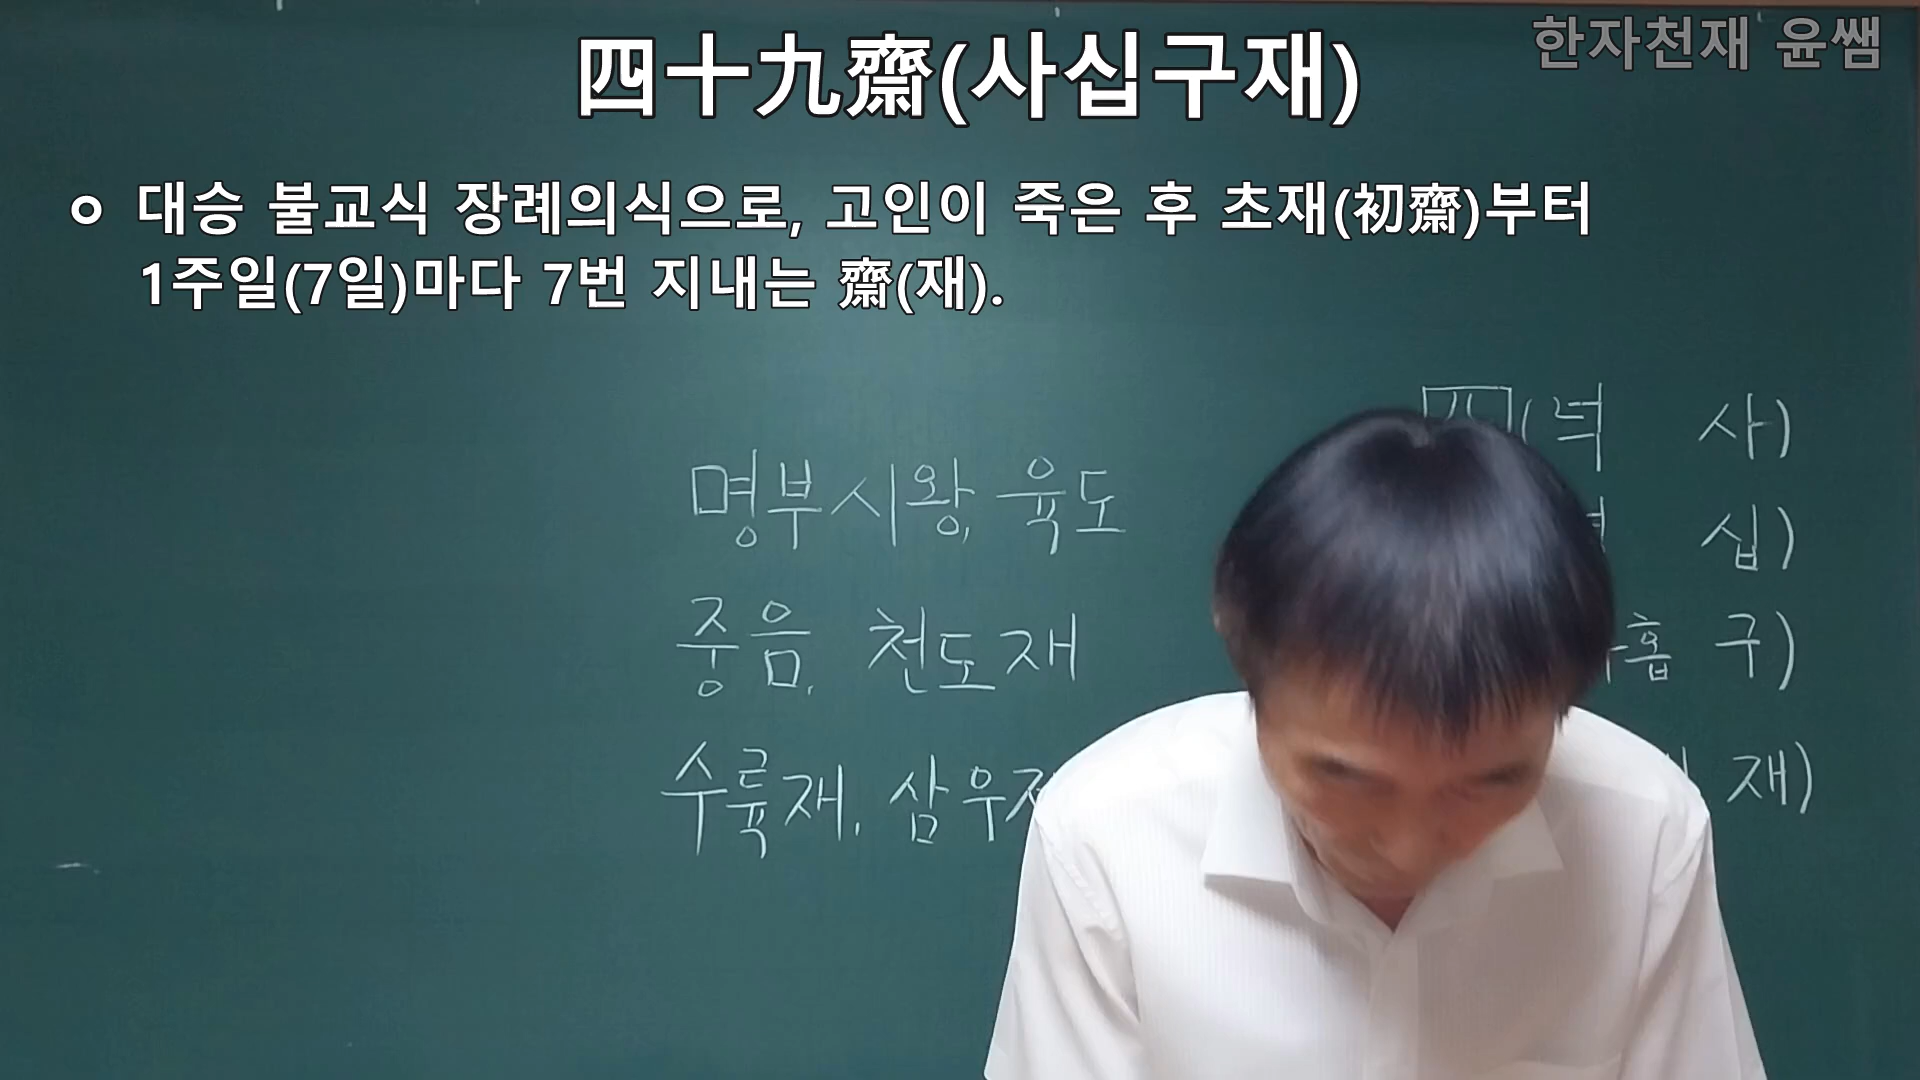 四十九齋(사십구재)
한자천재 윤쌤
ㅇ 대승 불교식 장례의식으로, 고인이 죽은 후 초재(初齋)부터
1주일(7일)마다 7번 지내는 齋(재).
명부시왕, 육도
중음, 천도재
수륙재, 삼우
(넉 사)
십)
홉 구)
재)